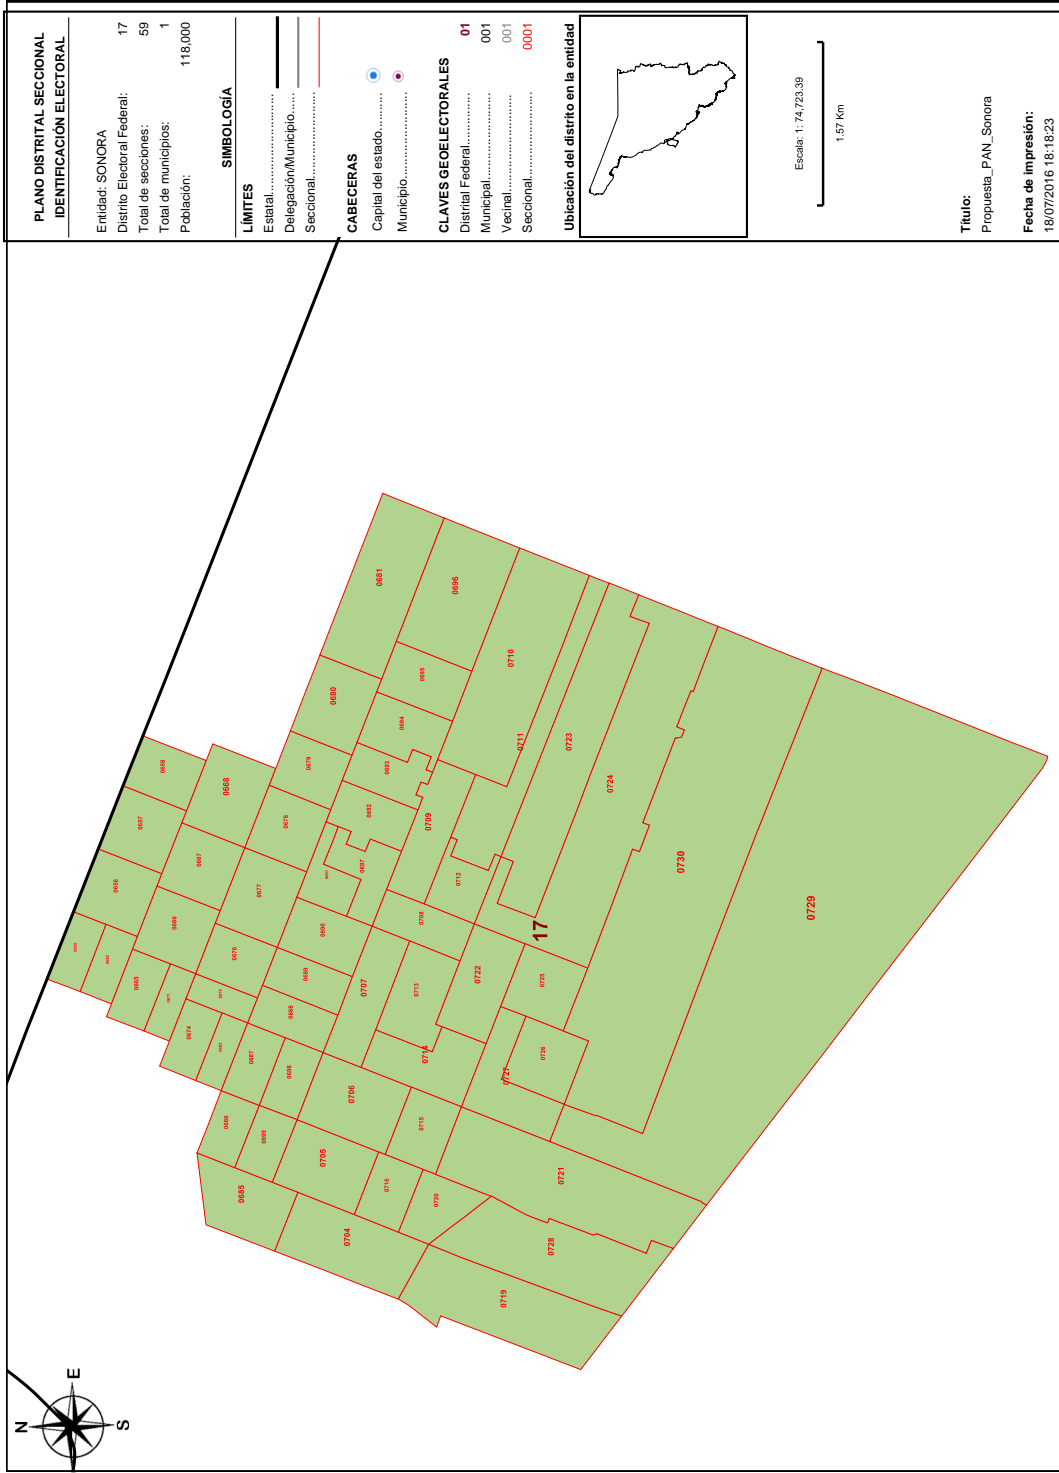 PLANO DISTRITAL SECCIONAL
IDENTIFICACIÓN ELECTORAL
Entidad: SONORA
Distrito Electoral Federal: 17
Total de secciones: 59
Total de municipios: 1
Población: 118,000
SIMBOLOGÍA
LÍMITES
Estatal
Delegación/Municipio
Seccional
CABECERAS
Capital del estado
Municipio
CLAVES GEOELECTORALES
Distrital Federal 01
Municipal 001
Vecinal 001
Seccional 0001
Ubicación del distrito en la entidad
Escala: 1: 74,723.39
1.57 Km
Título:
Propuesta_PAN_Sonora
Fecha de impresión:
18/07/2016 18:18:23
N
E
S
0658
0657
0656
0668
0667
0666
0665
0681
0680
0679
0678
0677
0676
0674
0696
0695
0694
0693
0692
0697
0690
0689
0688
0687
0698
0686
0699
0685
0710
0711
0709
0712
0708
0707
0713
0714
0706
0705
0715
0716
0704
0720
0723
0724
0722
0725
0726
0727
17
0730
0729
0721
0728
0719